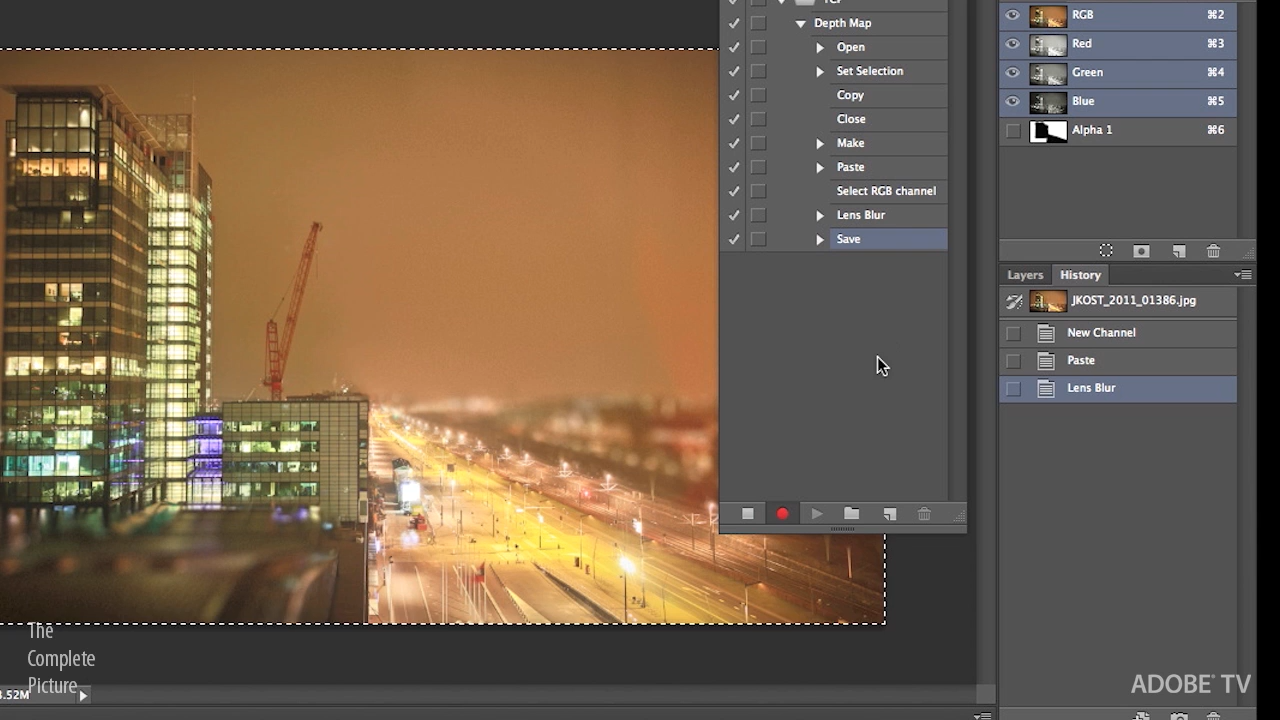 Depth Map
Open
Set Selection
Copy
Close
Make
Paste
Select RGB channel
Lens Blur
Save
RGB ⌘2
Red ⌘3
Green ⌘4
Blue ⌘5
Alpha 1 ⌘6
Layers History
JKOST_2011_01386.jpg
New Channel
Paste
Lens Blur
The
Complete
Picture
ADOBE® TV